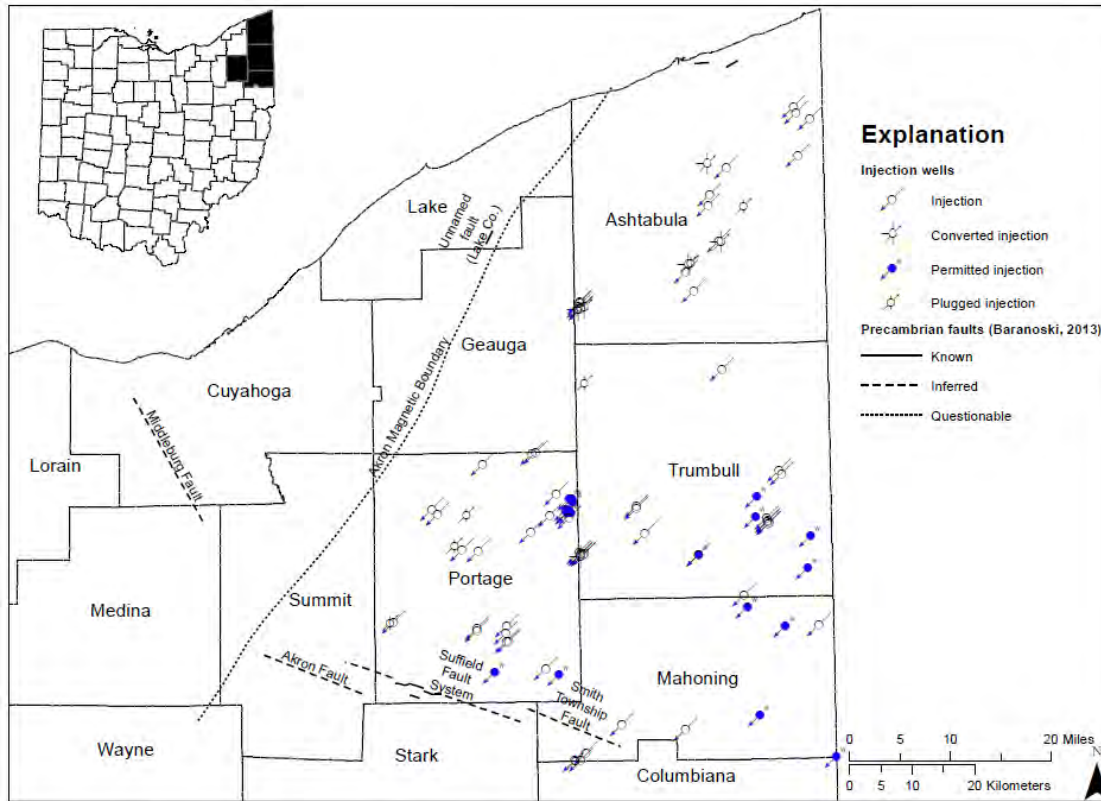 Explanation
Injection wells
Injection
Converted injection
Permitted injection
Plugged injection
Precambrian faults (Baranoski, 2013)
Known
Inferred
Questionable
Lake
Unnamed
fault
(Lake Co.)
Ashtabula
Geauga
Cuyahoga
Akron Magnetic Boundary
Middleburg Fault
Lorain
Trumbull
Medina
Summit
Portage
Akron Fault
Suffield
Fault
System
Smith
Township
Fault
Mahoning
Wayne
Stark
Columbiana
0 5 10 20 Miles
0 5 10 20 Kilometers
N